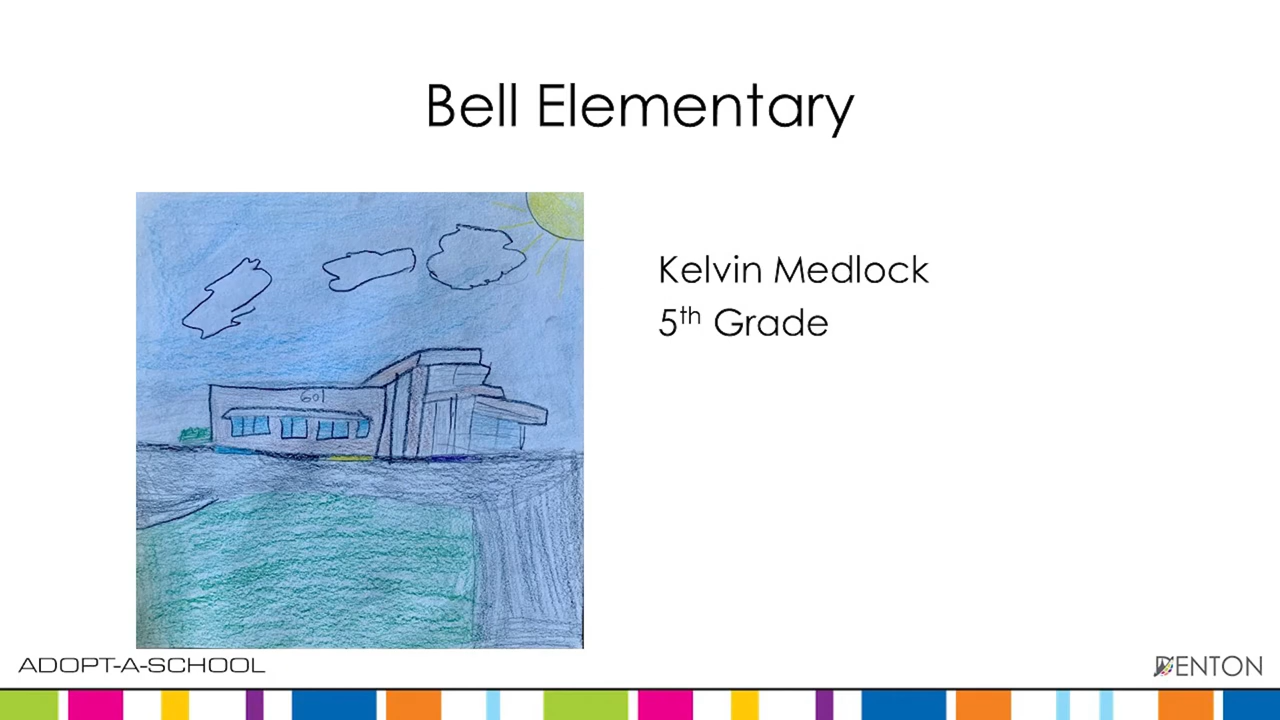 Bell Elementary
601
Kelvin Medlock
5th Grade
ADOPT-A-SCHOOL
DENTON